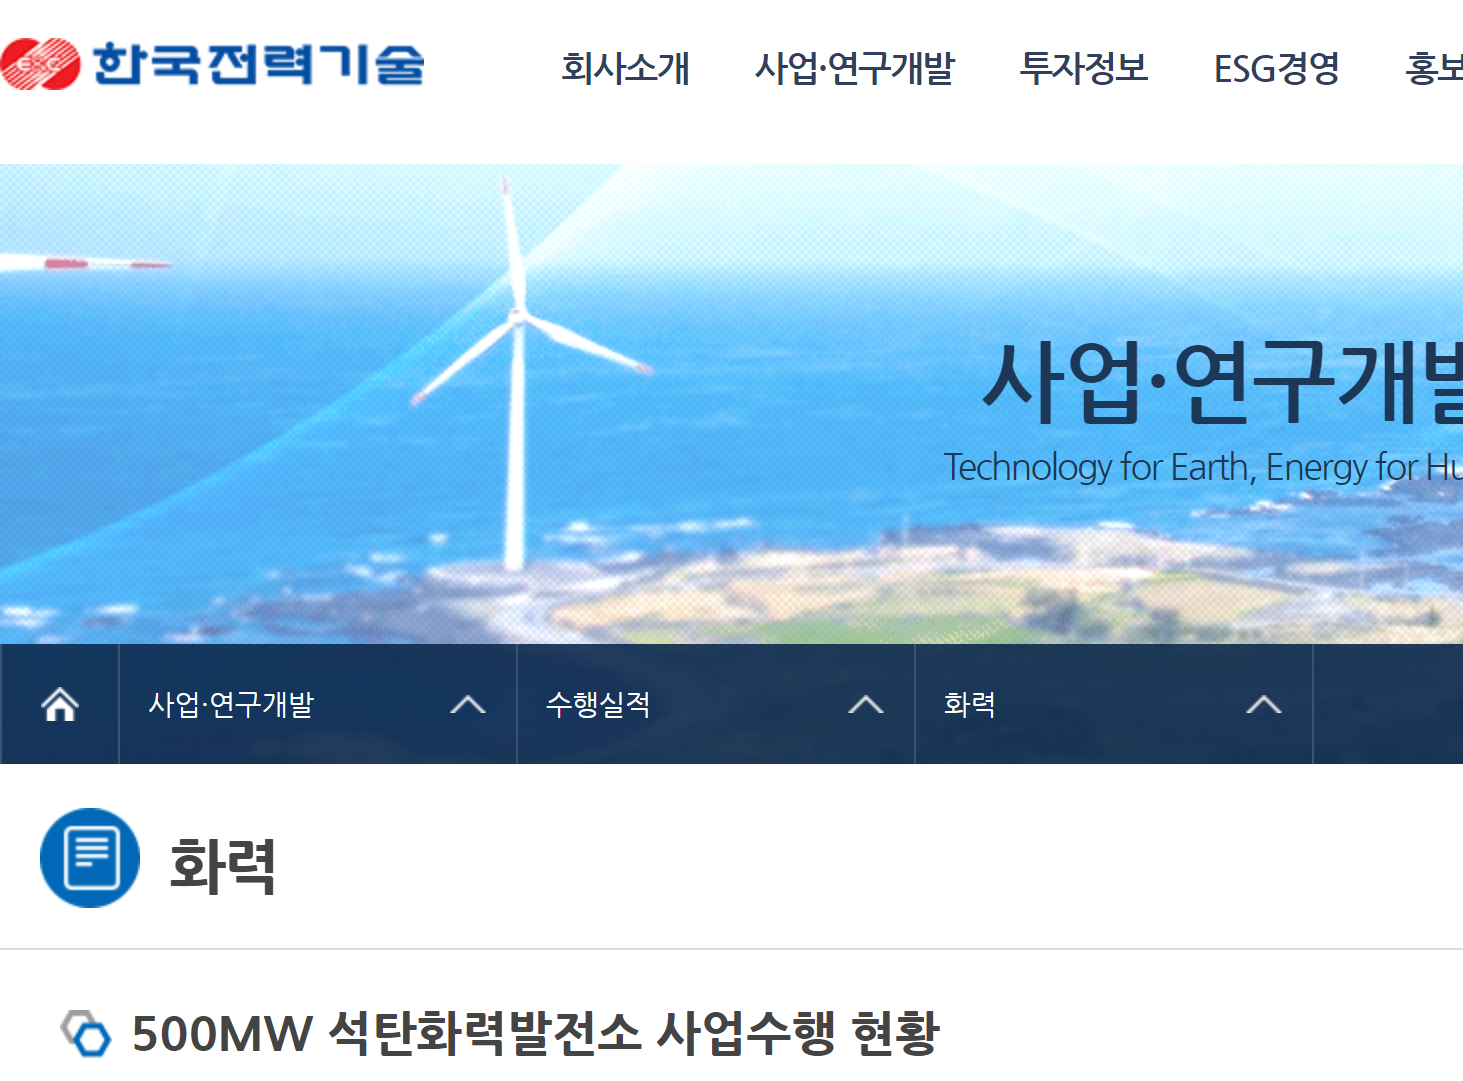 한국전력기술
회사소개 사업·연구개발 투자정보 ESG경영 홍보
사업·연구개발
Technology for Earth, Energy for Hu
사업·연구개발 수행실적 화력
화력
500MW 석탄화력발전소 사업수행 현황